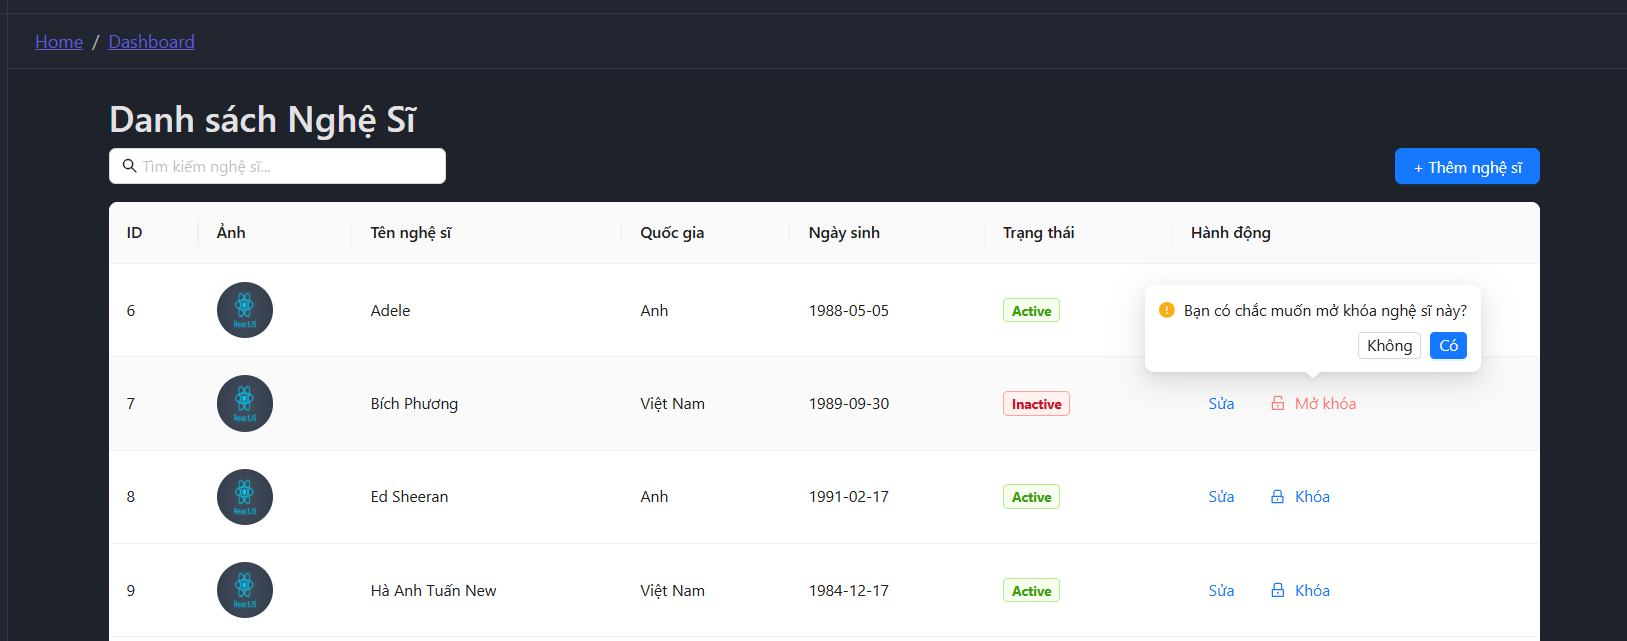 Home / Dashboard
Danh sách Nghệ Sĩ
Tìm kiếm nghệ sĩ...
+ Thêm nghệ sĩ
ID Ảnh Tên nghệ sĩ Quốc gia Ngày sinh Trạng thái Hành động
6 ReactJS Adele Anh 1988-05-05 Active
Bạn có chắc muốn mở khóa nghệ sĩ này?
Không Có
7 ReactJS Bích Phương Việt Nam 1989-09-30 Inactive Sửa Mở khóa
8 ReactJS Ed Sheeran Anh 1991-02-17 Active Sửa Khóa
9 ReactJS Hà Anh Tuấn New Việt Nam 1984-12-17 Active Sửa Khóa